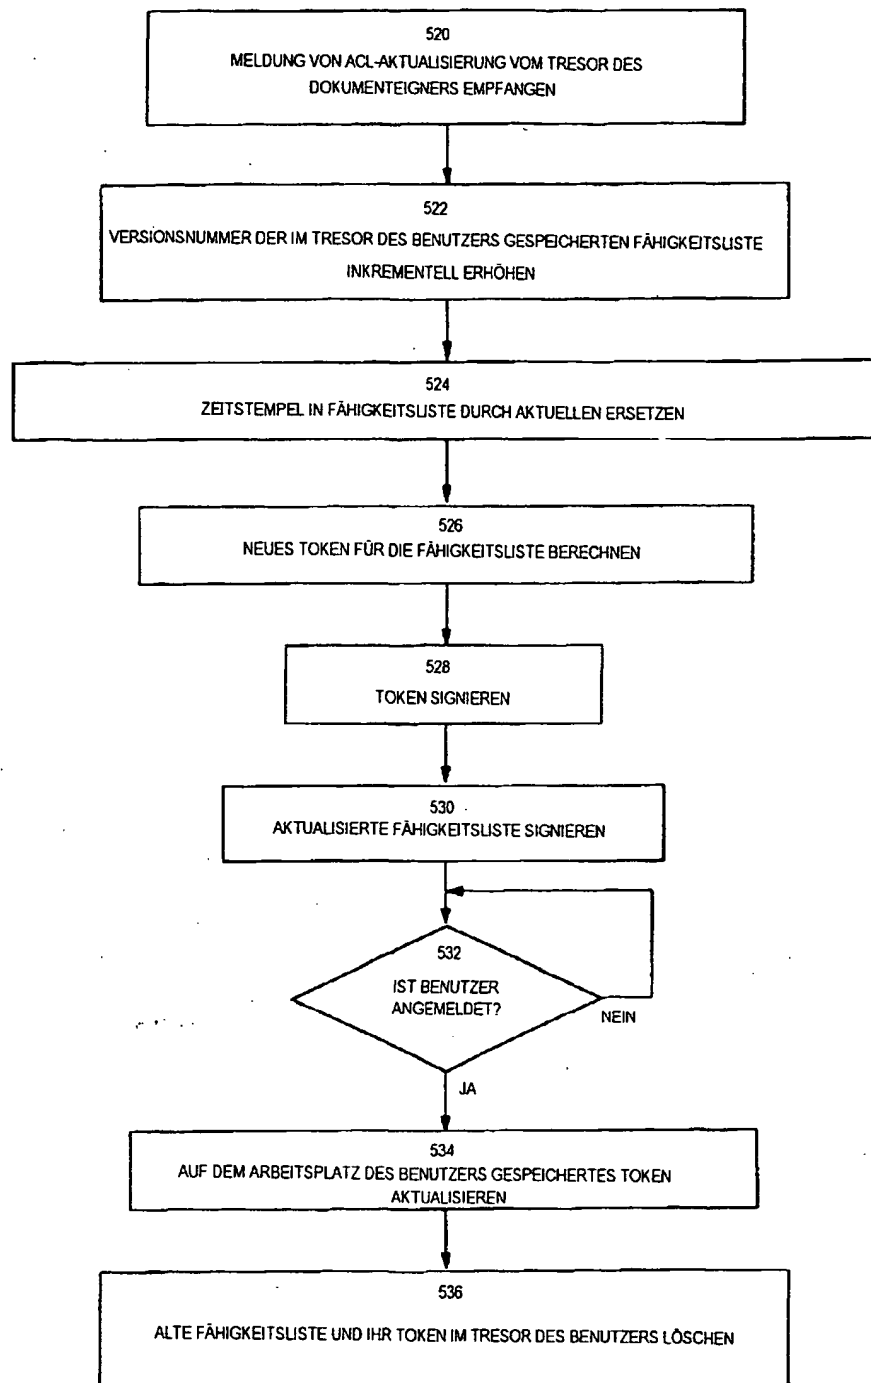 520
MELDUNG VON ACL-AKTUALISIERUNG VOM TRESOR DES
DOKUMENTEIGNERS EMPFANGEN
522
VERSIONSNUMMER DER IM TRESOR DES BENUTZERS GESPEICHERTEN FÄHIGKEITSLISTE
INKREMENTELL ERHÖHEN
524
ZEITSTEMPEL IN FÄHIGKEITSLISTE DURCH AKTUELLEN ERSETZEN
526
NEUES TOKEN FÜR DIE FÄHIGKEITSLISTE BERECHNEN
528
TOKEN SIGNIEREN
530
AKTUALISIERTE FÄHIGKEITSLISTE SIGNIEREN
532
IST BENUTZER
ANGEMELDET?
NEIN
JA
534
AUF DEM ARBEITSPLATZ DES BENUTZERS GESPEICHERTES TOKEN
AKTUALISIEREN
536
ALTE FÄHIGKEITSLISTE UND IHR TOKEN IM TRESOR DES BENUTZERS LÖSCHEN